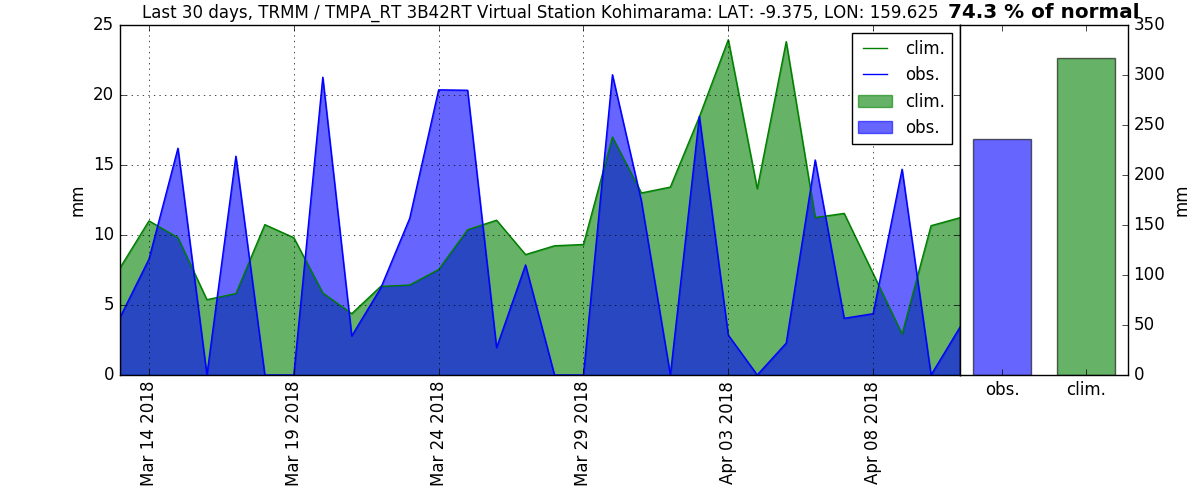 Last 30 days, TRMM / TMPA_RT 3B42RT Virtual Station Kohimarama: LAT: -9.375, LON: 159.625
74.3 % of normal
25
20
15
10
5
0
mm
clim.
obs.
clim.
obs.
350
300
250
200
150
100
50
0
mm
Mar 14 2018
Mar 19 2018
Mar 24 2018
Mar 29 2018
Apr 03 2018
Apr 08 2018
obs.
clim.